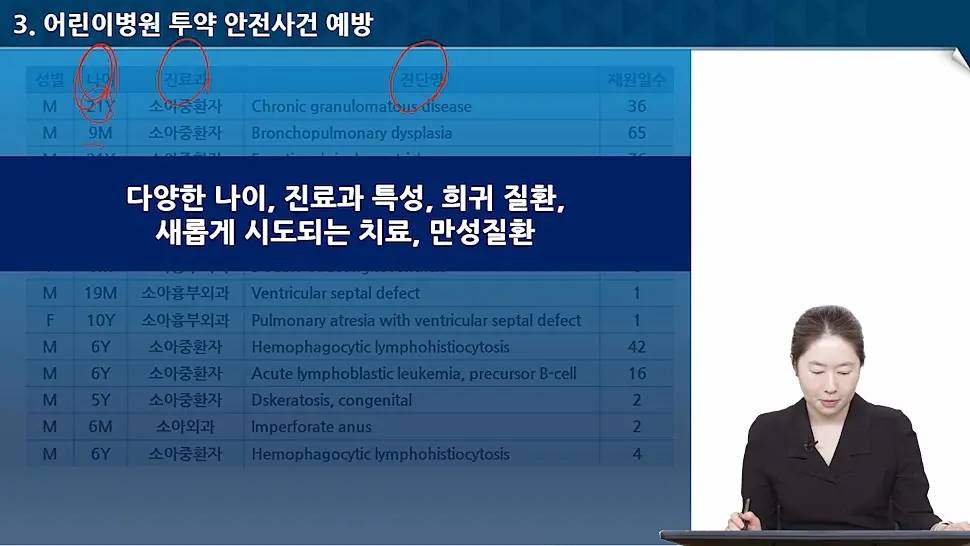 3. 어린이병원 투약 안전사건 예방
성별 나이 진료과 진단명 재원일수
M 21Y 소아중환자 Chronic granulomatous disease 36
M 9M 소아중환자 Bronchopulmonary dysplasia 65
다양한 나이, 진료과 특성, 희귀 질환,
새롭게 시도되는 치료, 만성질환
M 19M 소아흉부외과 Ventricular septal defect 1
F 10Y 소아흉부외과 Pulmonary atresia with ventricular septal defect 1
M 6Y 소아중환자 Hemophagocytic lymphohistiocytosis 42
M 6Y 소아중환자 Acute lymphoblastic leukemia, precursor B-cell 16
M 5Y 소아중환자 Dskeratosis, congenital 2
M 6M 소아외과 Imperforate anus 2
M 6Y 소아중환자 Hemophagocytic lymphohistiocytosis 4